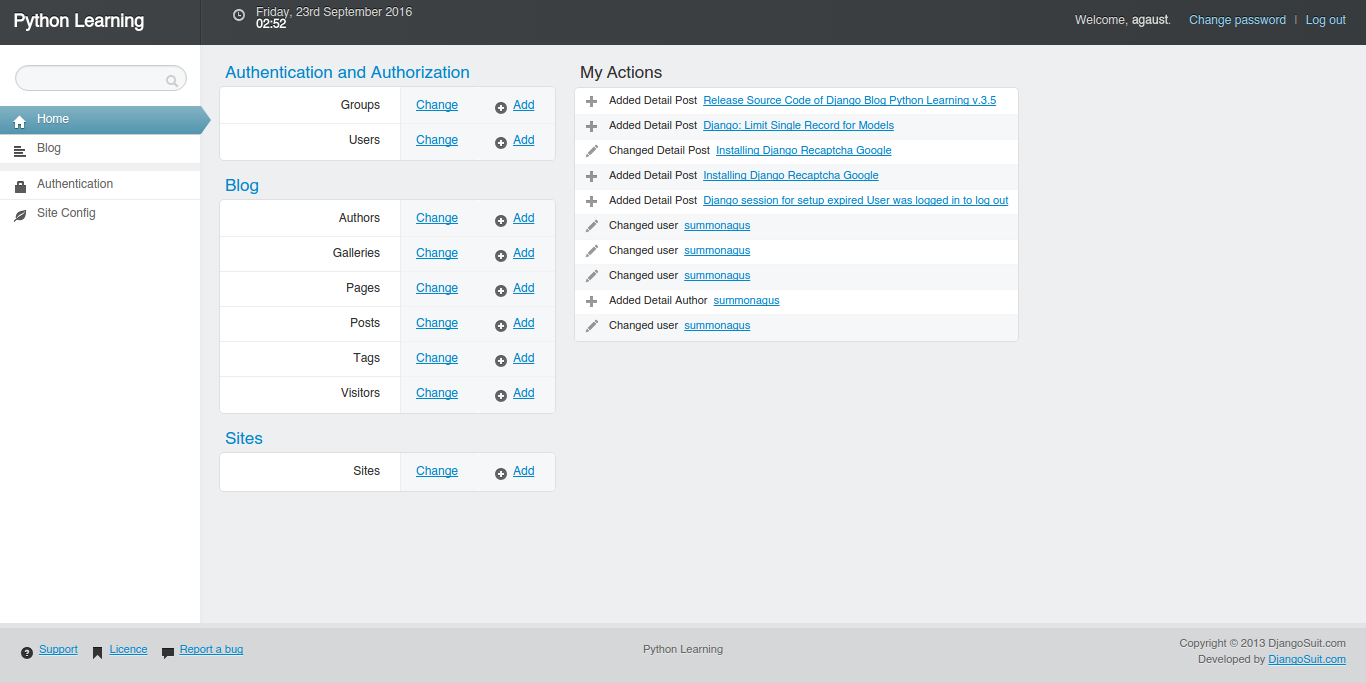 Python Learning
Friday, 23rd September 2016
02:52
Welcome, agaust. Change password | Log out
Home
Blog
Authentication
Site Config
Authentication and Authorization
Groups Change Add
Users Change Add
Blog
Authors Change Add
Galleries Change Add
Pages Change Add
Posts Change Add
Tags Change Add
Visitors Change Add
Sites
Sites Change Add
My Actions
Added Detail Post Release Source Code of Django Blog Python Learning v.3.5
Added Detail Post Django: Limit Single Record for Models
Changed Detail Post Installing Django Recaptcha Google
Added Detail Post Installing Django Recaptcha Google
Added Detail Post Django session for setup expired User was logged in to log out
Changed user summonagus
Changed user summonagus
Changed user summonagus
Added Detail Author summonagus
Changed user summonagus
Support Licence Report a bug
Python Learning
Copyright © 2013 DjangoSuit.com
Developed by DjangoSuit.com